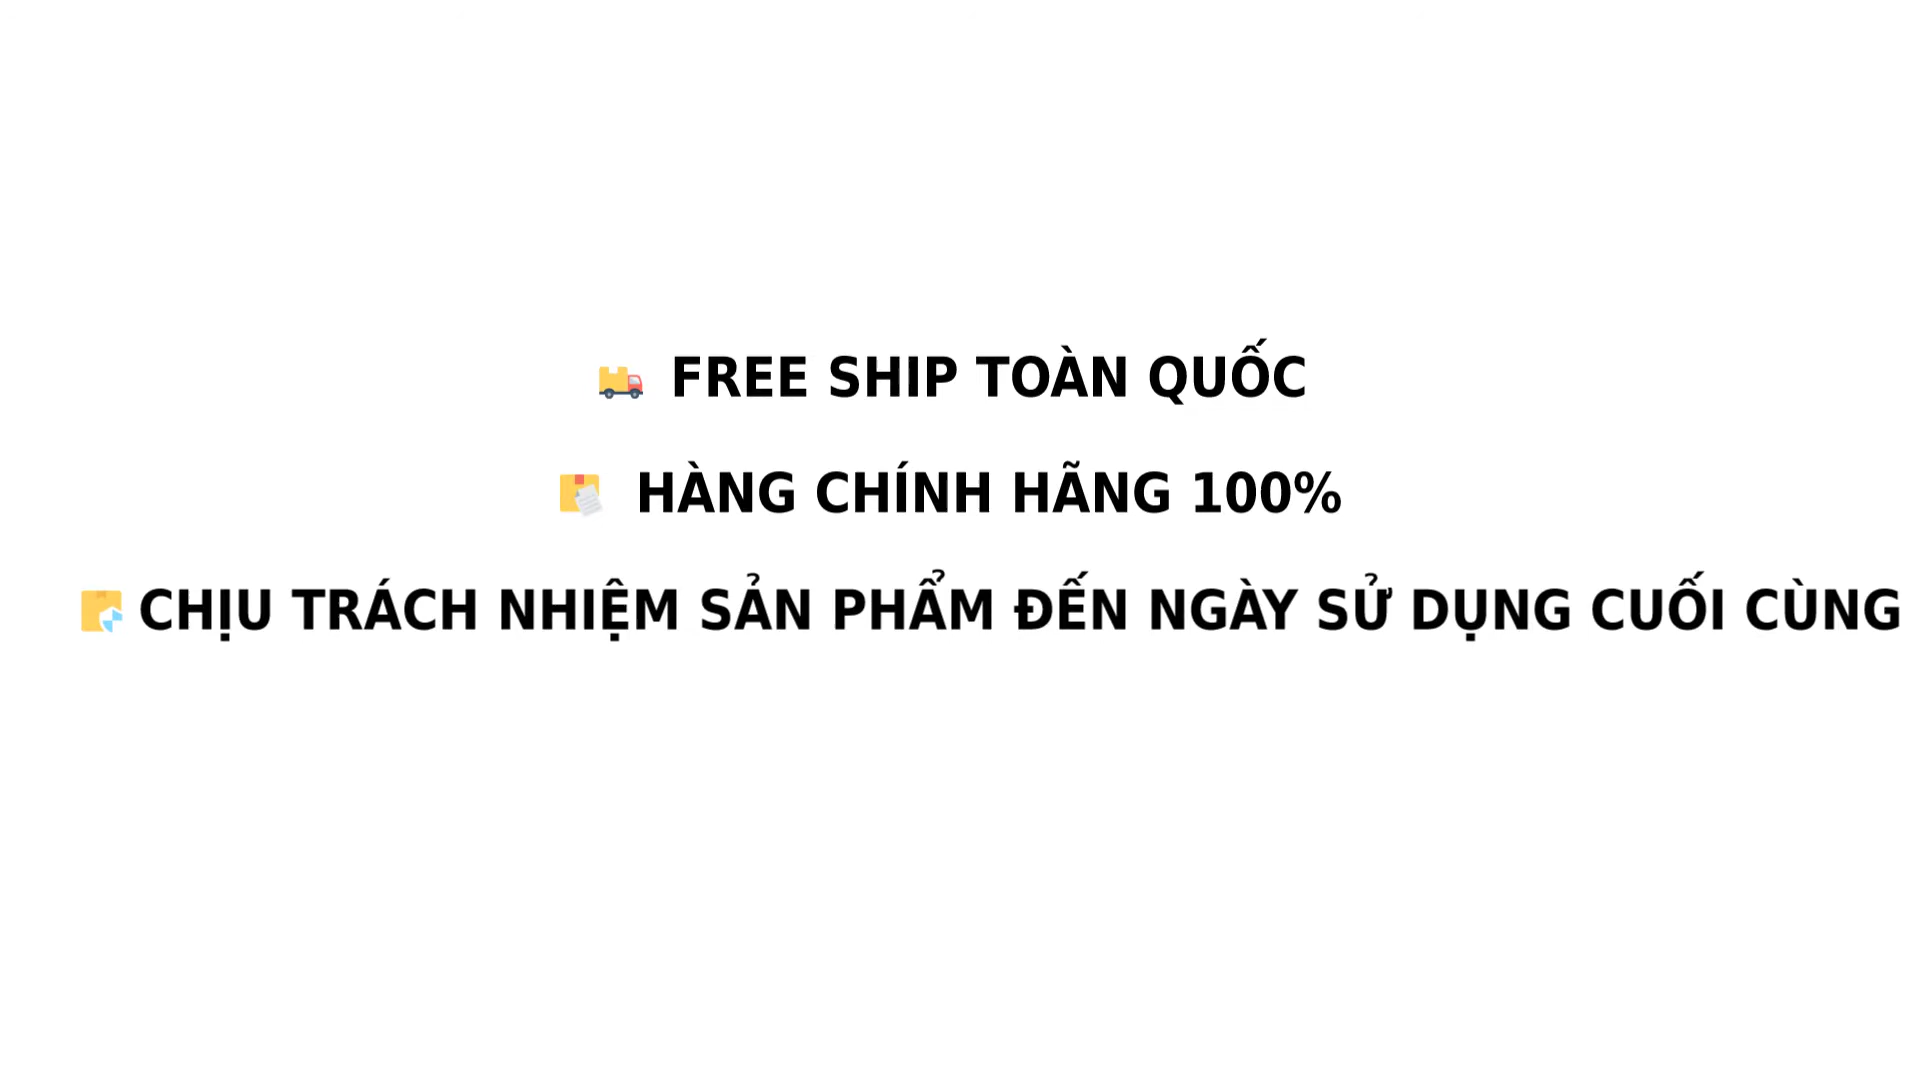 FREE SHIP TOÀN QUỐC
HÀNG CHÍNH HÃNG 100%
CHỊU TRÁCH NHIỆM SẢN PHẨM ĐẾN NGÀY SỬ DỤNG CUỐI CÙNG